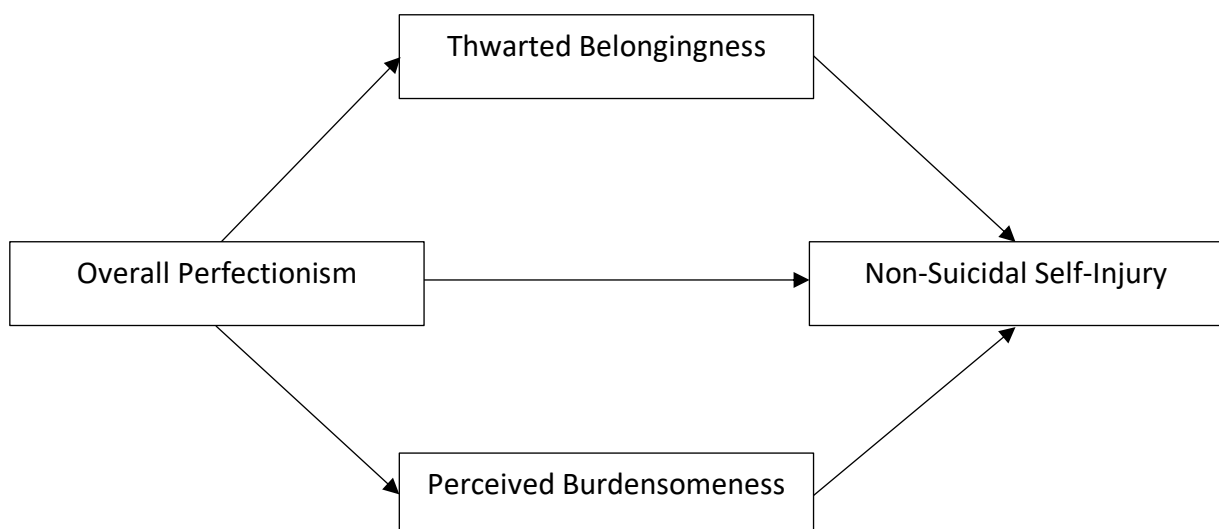 Thwarted Belongingness
Overall Perfectionism
Non-Suicidal Self-Injury
Perceived Burdensomeness